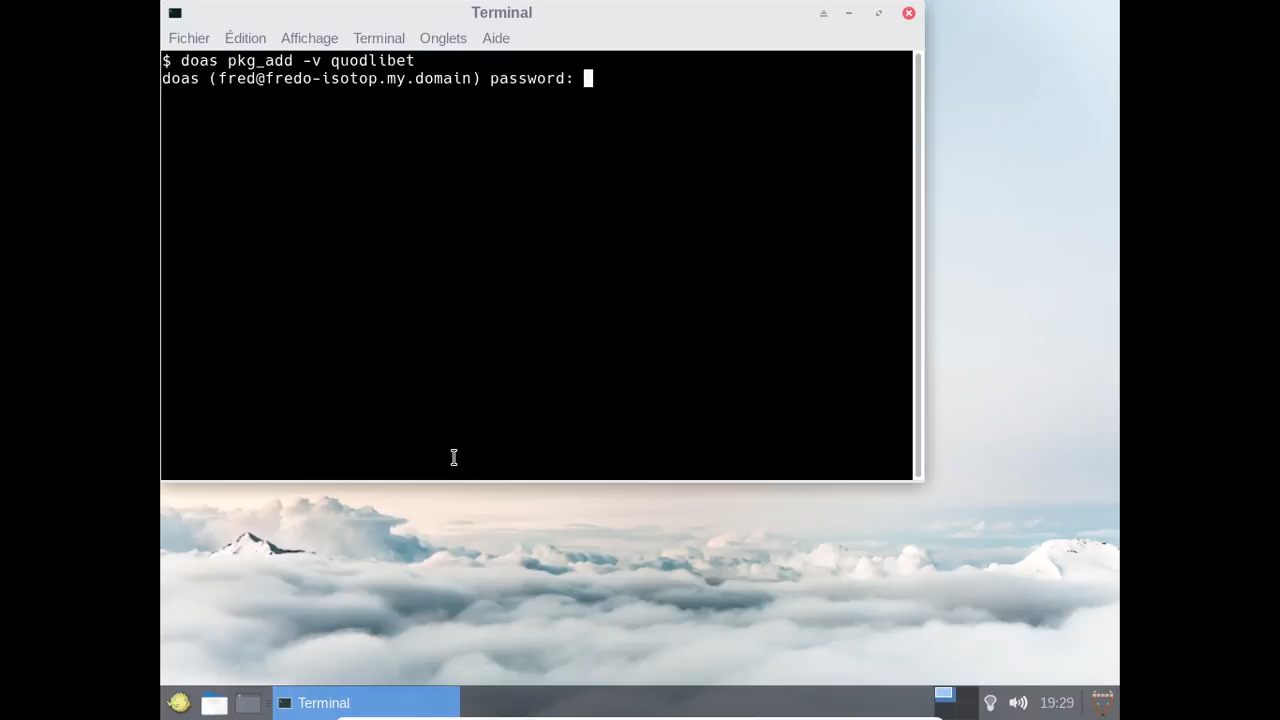 Terminal
Fichier Édition Affichage Terminal Onglets Aide
$ doas pkg_add -v quodlibet
doas (fred@fredo-isotop.my.domain) password:
Terminal 19:29